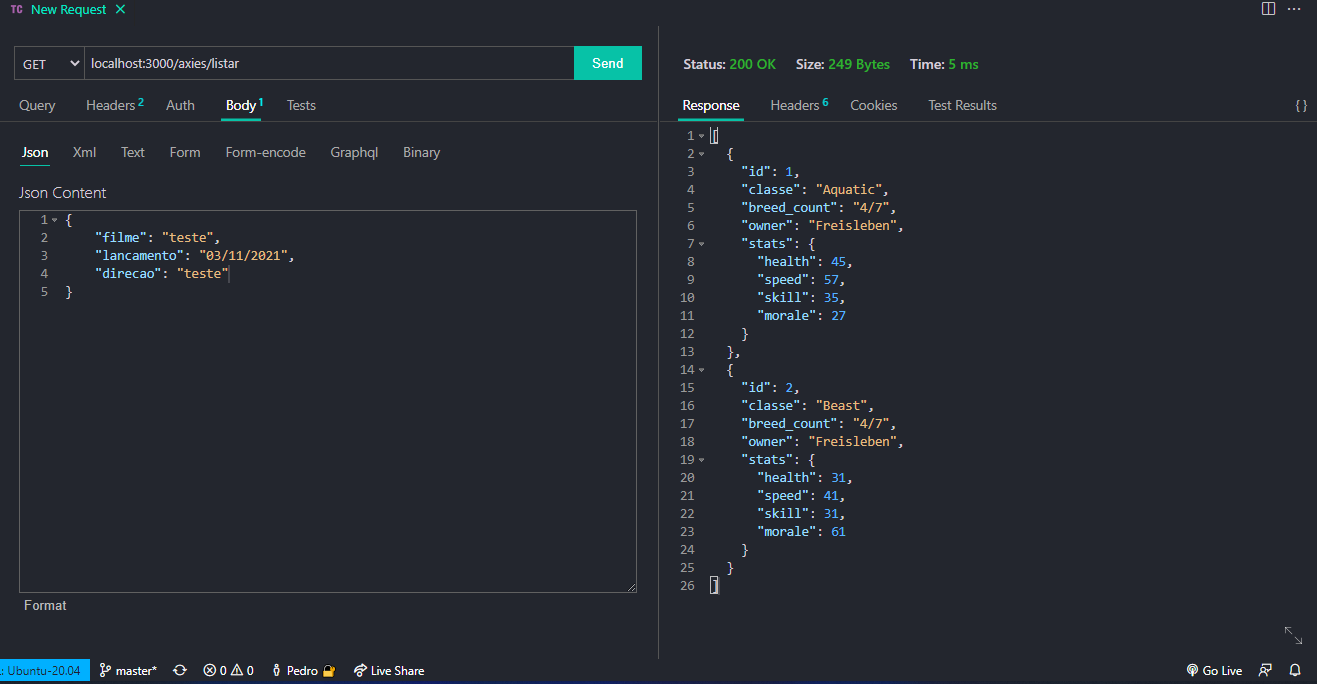 TC New Request ×
GET localhost:3000/axies/listar Send
Query Headers 2 Auth Body 1 Tests
Json Xml Text Form Form-encode Graphql Binary
Json Content
1 {
2 "filme": "teste",
3 "lancamento": "03/11/2021",
4 "direcao": "teste"
5 }
Format
Status: 200 OK Size: 249 Bytes Time: 5 ms
Response Headers 6 Cookies Test Results { }
1 [
2 {
3 "id": 1,
4 "classe": "Aquatic",
5 "breed_count": "4/7",
6 "owner": "Freisleben",
7 "stats": {
8 "health": 45,
9 "speed": 57,
10 "skill": 35,
11 "morale": 27
12 }
13 },
14 {
15 "id": 2,
16 "classe": "Beast",
17 "breed_count": "4/7",
18 "owner": "Freisleben",
19 "stats": {
20 "health": 31,
21 "speed": 41,
22 "skill": 31,
23 "morale": 61
24 }
25 }
26 ]
: Ubuntu-20.04 master* 0 0 Pedro Live Share Go Live